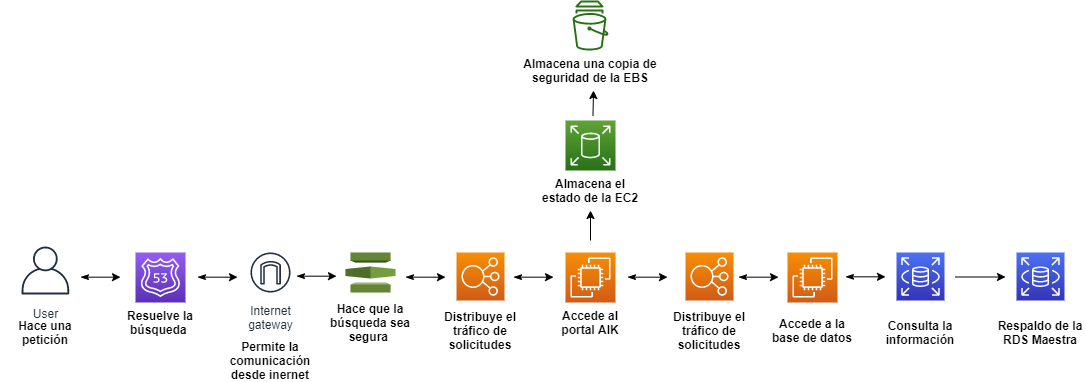 Almacena una copia de
seguridad de la EBS
Almacena el
estado de la EC2
User
Hace una
petición
53
Resuelve la
búsqueda
Internet
gateway
Permite la
comunicación
desde inernet
Hace que la
búsqueda sea
segura
Distribuye el
tráfico de
solicitudes
Accede al
portal AIK
Distribuye el
tráfico de
solicitudes
Accede a la
base de datos
Consulta la
información
Respaldo de la
RDS Maestra